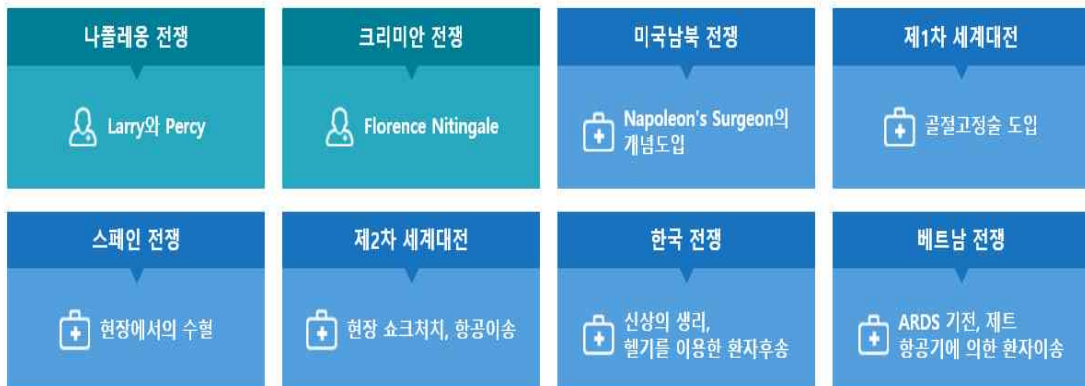 나폴레옹 전쟁
Larry와 Percy
크리미안 전쟁
Florence Nitingale
미국남북 전쟁
Napoleon's Surgeon의
개념도입
제1차 세계대전
골절고정술 도입
스페인 전쟁
현장에서의 수혈
제2차 세계대전
현장 쇼크처치, 항공이송
한국 전쟁
신상의 생리,
헬기를 이용한 환자후송
베트남 전쟁
ARDS 기전, 제트
항공기에 의한 환자이송